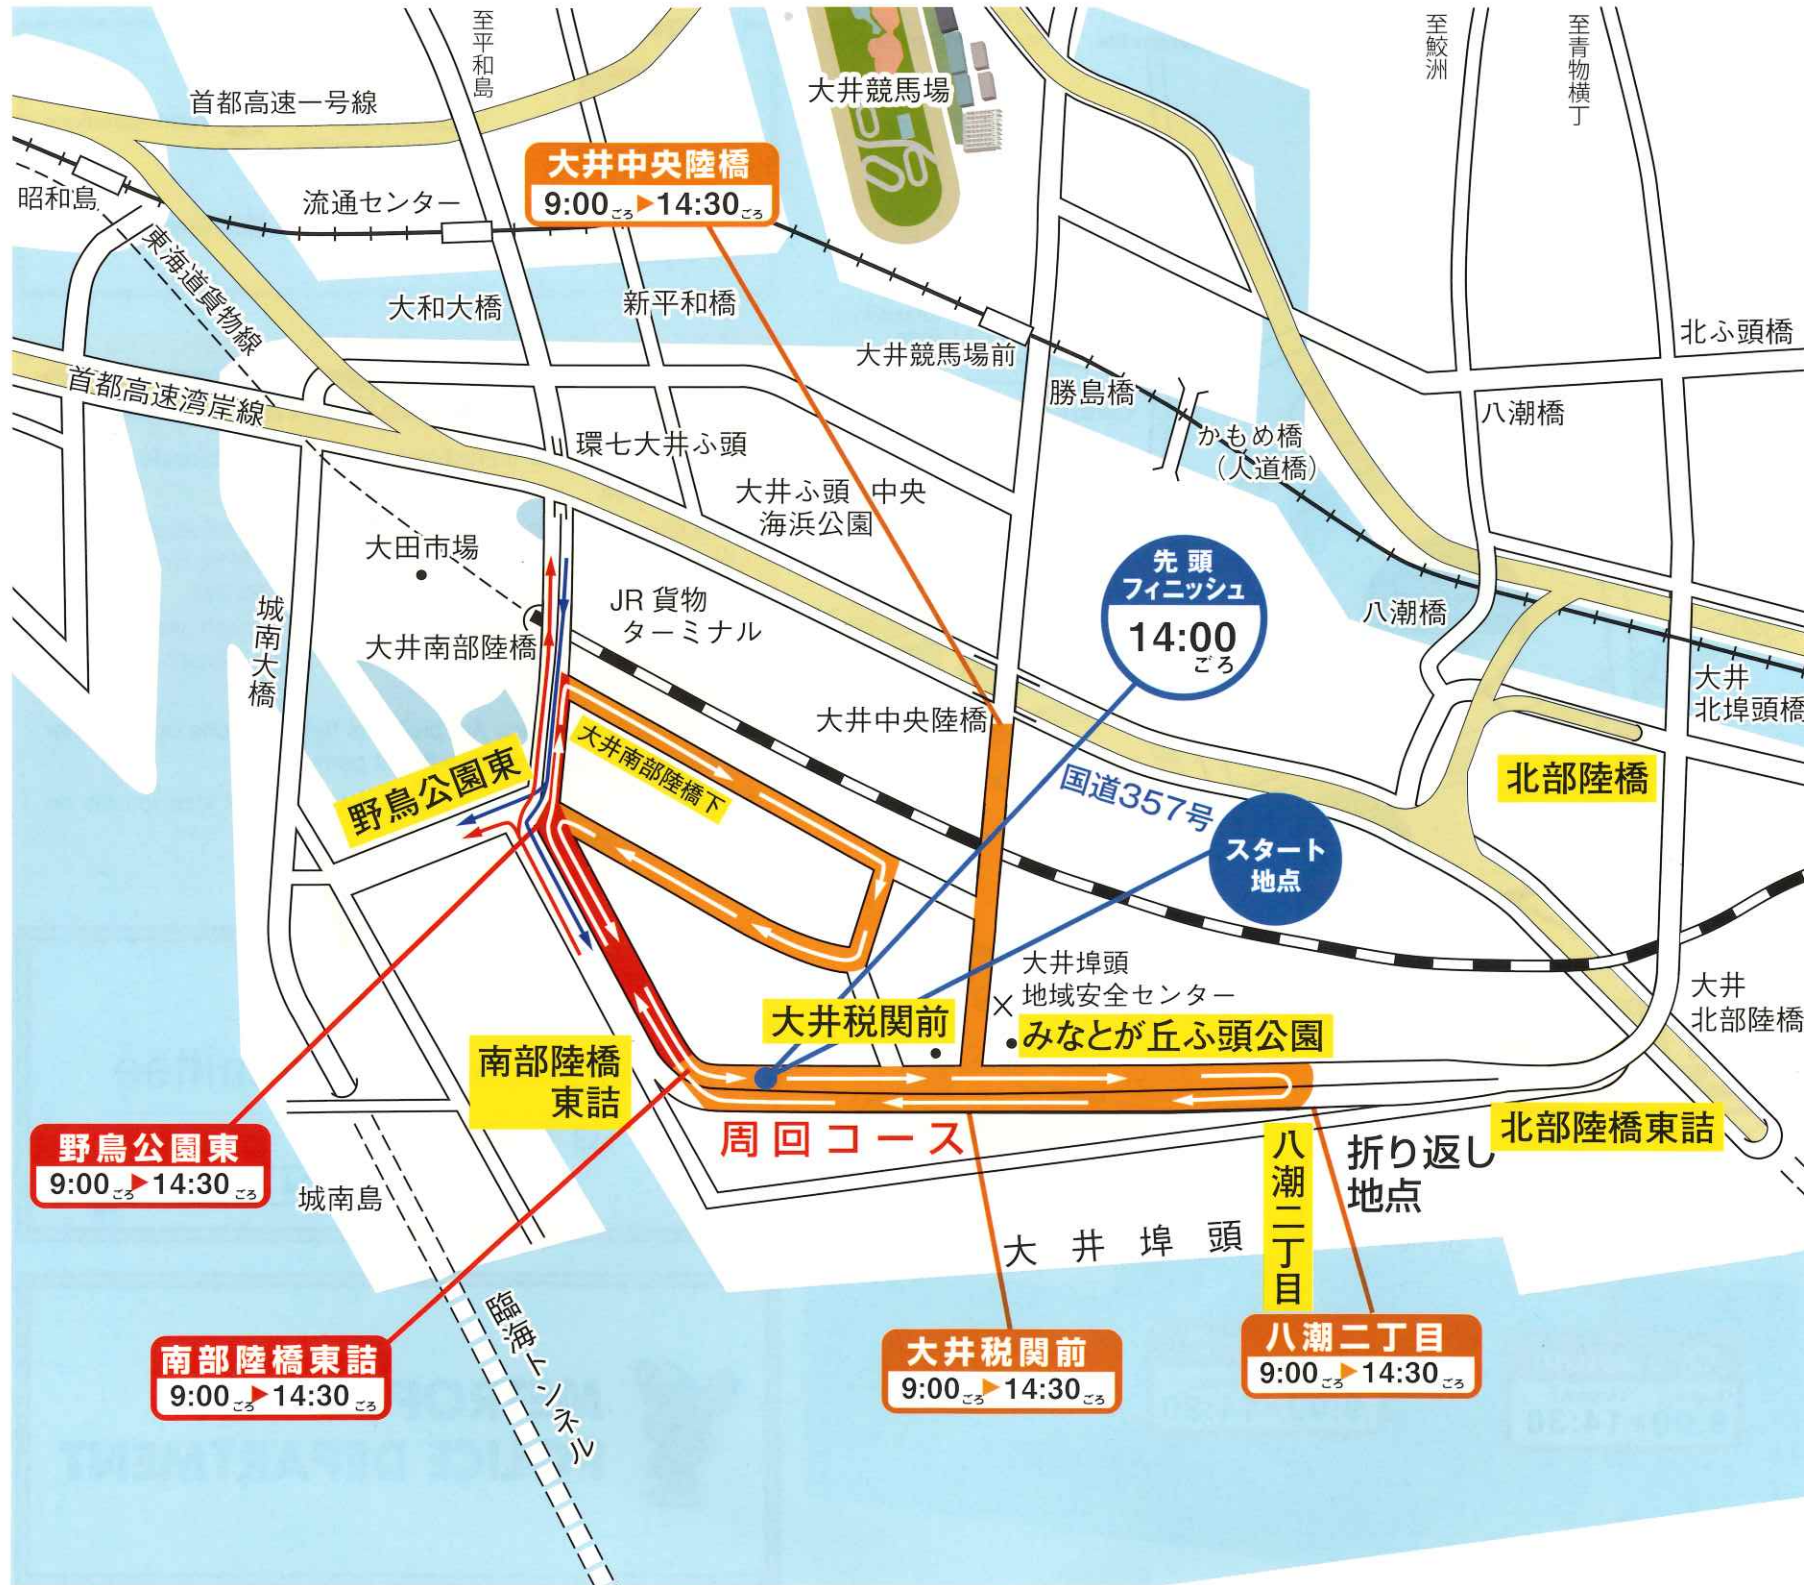 至平和島
至鮫洲
至青物横丁
首都高速一号線
大井競馬場
大井中央陸橋
9:00ごろ▶14:30ごろ
昭和島
流通センター
東海道貨物線
大和大橋
新平和橋
大井競馬場前
勝島橋
北ふ頭橋
八潮橋
首都高速湾岸線
環七大井ふ頭
かもめ橋
（人道橋）
大井ふ頭 中央
海浜公園
大田市場
先頭
フィニッシュ
14:00
ごろ
城南大橋
JR 貨物
ターミナル
大井南部陸橋
八潮橋
大井
北埠頭橋
大井中央陸橋
野鳥公園東
大井南部陸橋下
国道357号
北部陸橋
スタート
地点
大井埠頭
地域安全センター
大井
北部陸橋
大井税関前
みなとが丘ふ頭公園
南部陸橋
東詰
周回コース
八潮二丁目
折り返し
地点
北部陸橋東詰
野鳥公園東
9:00ごろ▶14:30ごろ
城南島
大井埠頭
臨海トンネル
南部陸橋東詰
9:00ごろ▶14:30ごろ
大井税関前
9:00ごろ▶14:30ごろ
八潮二丁目
9:00ごろ▶14:30ごろ